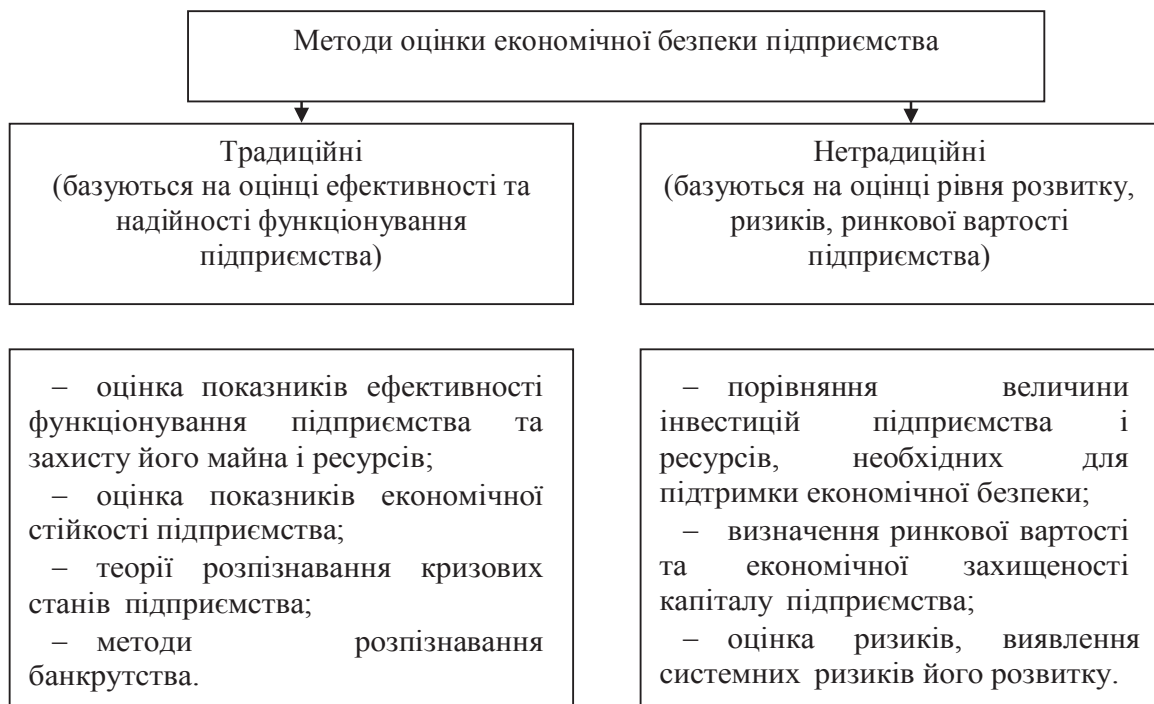 Методи оцінки економічної безпеки підприємства
Традиційні
(базуються на оцінці ефективності та
надійності функціонування
підприємства)
Нетрадиційні
(базуються на оцінці рівня розвитку,
ризиків, ринкової вартості
підприємства)
– оцінка показників ефективності
функціонування підприємства та
захисту його майна і ресурсів;
– оцінка показників економічної
стійкості підприємства;
– теорії розпізнавання кризових
станів підприємства;
– методи розпізнавання
банкрутства.
– порівняння величини
інвестицій підприємства і
ресурсів, необхідних для
підтримки економічної безпеки;
– визначення ринкової вартості
та економічної захищеності
капіталу підприємства;
– оцінка ризиків, виявлення
системних ризиків його розвитку.